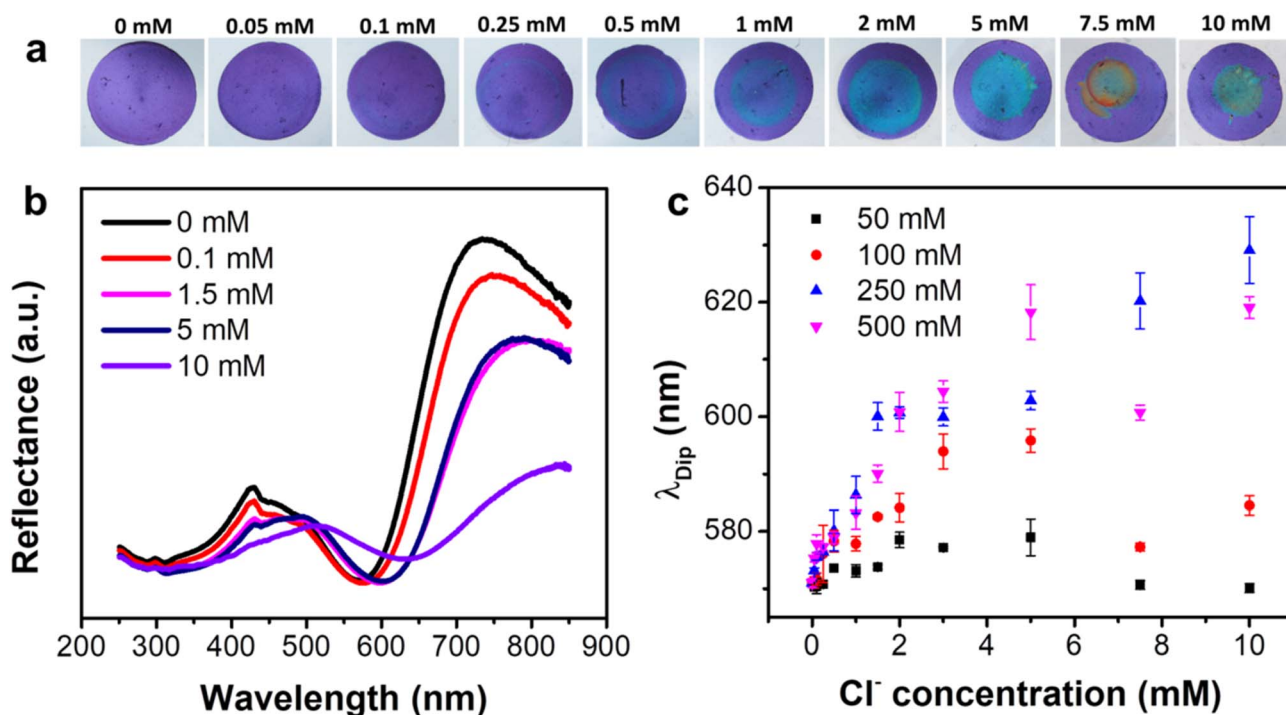 0 mM 0.05 mM 0.1 mM 0.25 mM 0.5 mM 1 mM 2 mM 5 mM 7.5 mM 10 mM
a
b
0 mM
0.1 mM
1.5 mM
5 mM
10 mM
Reflectance (a.u.)
200 300 400 500 600 700 800 900
Wavelength (nm)
c
50 mM
100 mM
250 mM
500 mM
640
620
600
580
λDip (nm)
0 2 4 6 8 10
Cl⁻ concentration (mM)